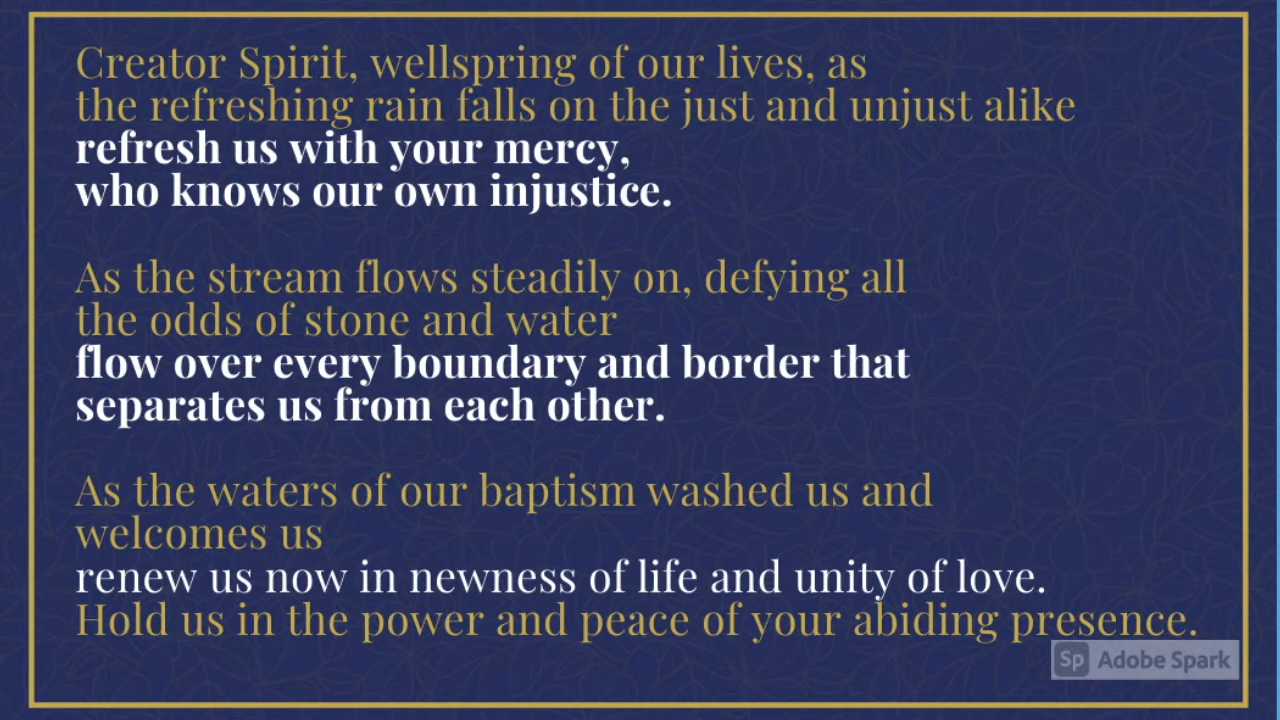 Creator Spirit, wellspring of our lives, as
the refreshing rain falls on the just and unjust alike
refresh us with your mercy,
who knows our own injustice.
As the stream flows steadily on, defying all
the odds of stone and water
flow over every boundary and border that
separates us from each other.
As the waters of our baptism washed us and
welcomes us
renew us now in newness of life and unity of love.
Hold us in the power and peace of your abiding presence.
Sp Adobe Spark